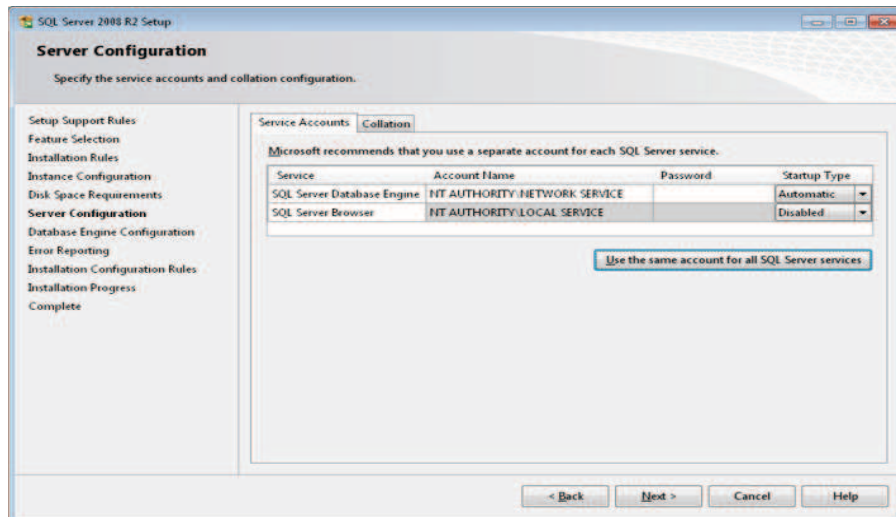 SQL Server 2008 R2 Setup
Server Configuration
Specify the service accounts and collation configuration.
Setup Support Rules
Feature Selection
Installation Rules
Instance Configuration
Disk Space Requirements
Server Configuration
Database Engine Configuration
Error Reporting
Installation Configuration Rules
Installation Progress
Complete
Service Accounts Collation
Microsoft recommends that you use a separate account for each SQL Server service.
Service Account Name Password Startup Type
SQL Server Database Engine NT AUTHORITY\NETWORK SERVICE Automatic
SQL Server Browser NT AUTHORITY\LOCAL SERVICE Disabled
Use the same account for all SQL Server services
< Back Next > Cancel Help